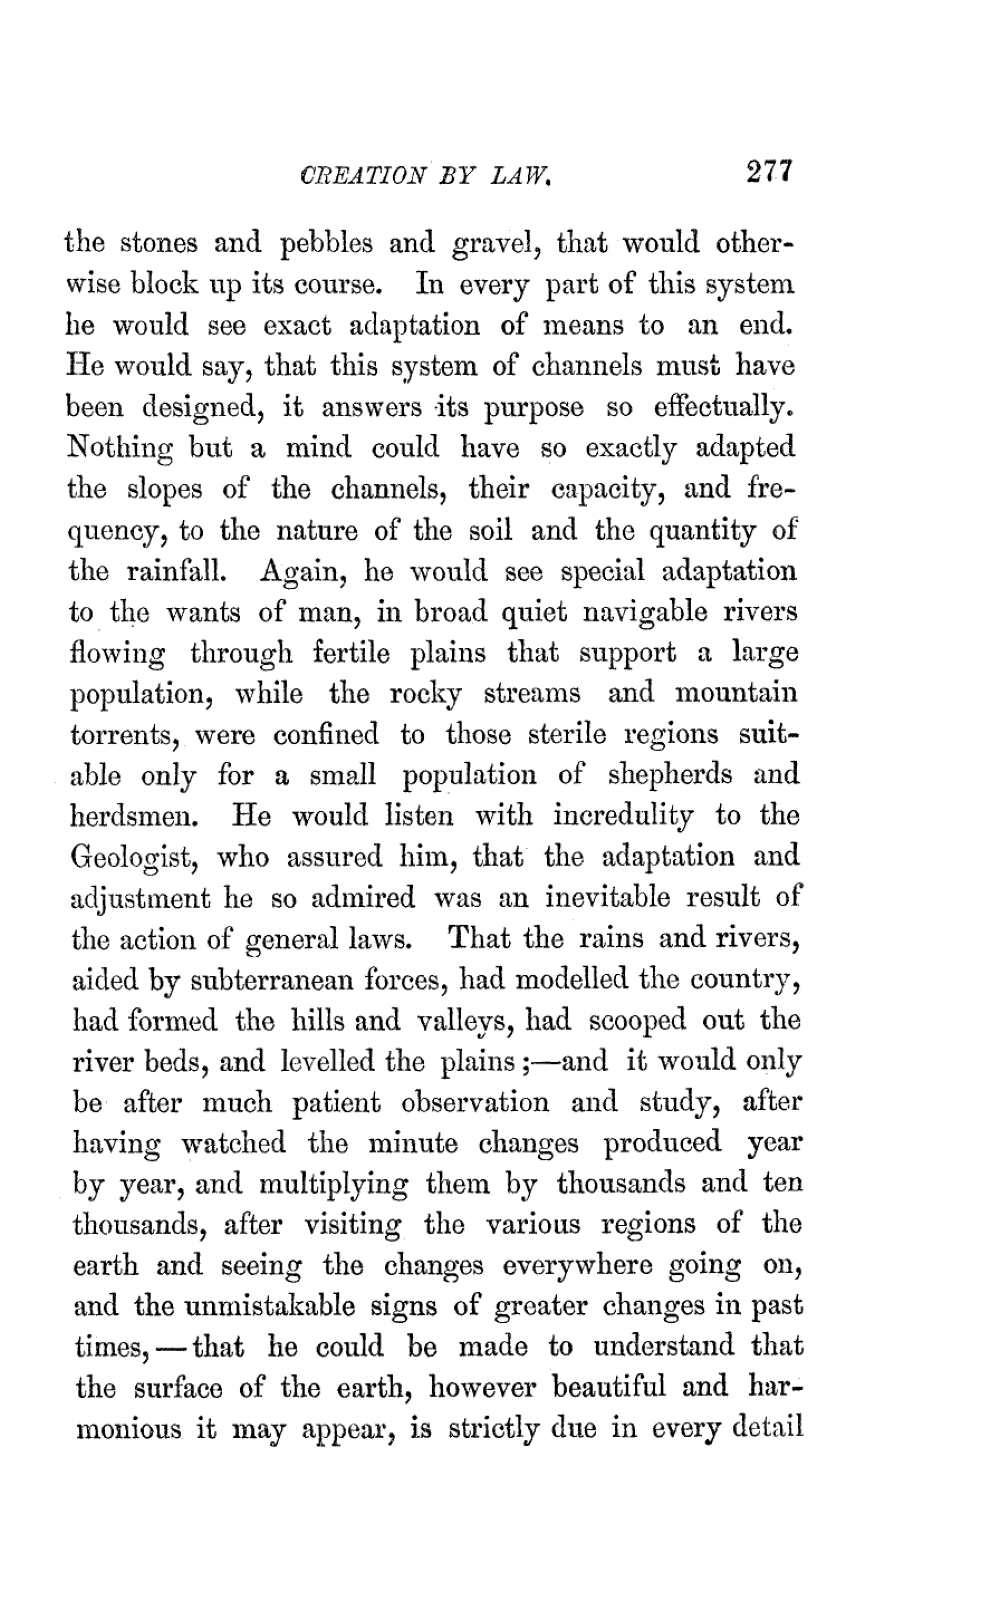 CREATION BY LAW. 277
the stones and pebbles and gravel, that would other-
wise block up its course. In every part of this system
he would see exact adaptation of means to an end.
He would say, that this system of channels must have
been designed, it answers its purpose so effectually.
Nothing but a mind could have so exactly adapted
the slopes of the channels, their capacity, and fre-
quency, to the nature of the soil and the quantity of
the rainfall. Again, he would see special adaptation
to the wants of man, in broad quiet navigable rivers
flowing through fertile plains that support a large
population, while the rocky streams and mountain
torrents, were confined to those sterile regions suit-
able only for a small population of shepherds and
herdsmen. He would listen with incredulity to the
Geologist, who assured him, that the adaptation and
adjustment he so admired was an inevitable result of
the action of general laws. That the rains and rivers,
aided by subterranean forces, had modelled the country,
had formed the hills and valleys, had scooped out the
river beds, and levelled the plains;—and it would only
be after much patient observation and study, after
having watched the minute changes produced year
by year, and multiplying them by thousands and ten
thousands, after visiting the various regions of the
earth and seeing the changes everywhere going on,
and the unmistakable signs of greater changes in past
times,—that he could be made to understand that
the surface of the earth, however beautiful and har-
monious it may appear, is strictly due in every detail